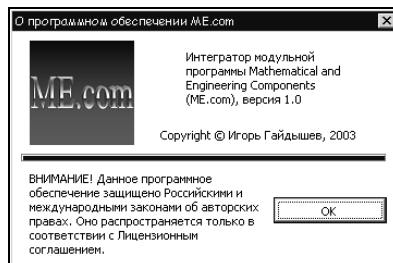 О программном обеспечении ME.com
ME.com
Интегратор модульной
программы Mathematical and
Engineering Components
(ME.com), версия 1.0
Copyright © Игорь Гайдышев, 2003
ВНИМАНИЕ! Данное программное
обеспечение защищено Российскими и
международными законами об авторских
правах. Оно распространяется только в
соответствии с Лицензионным
соглашением.
OK